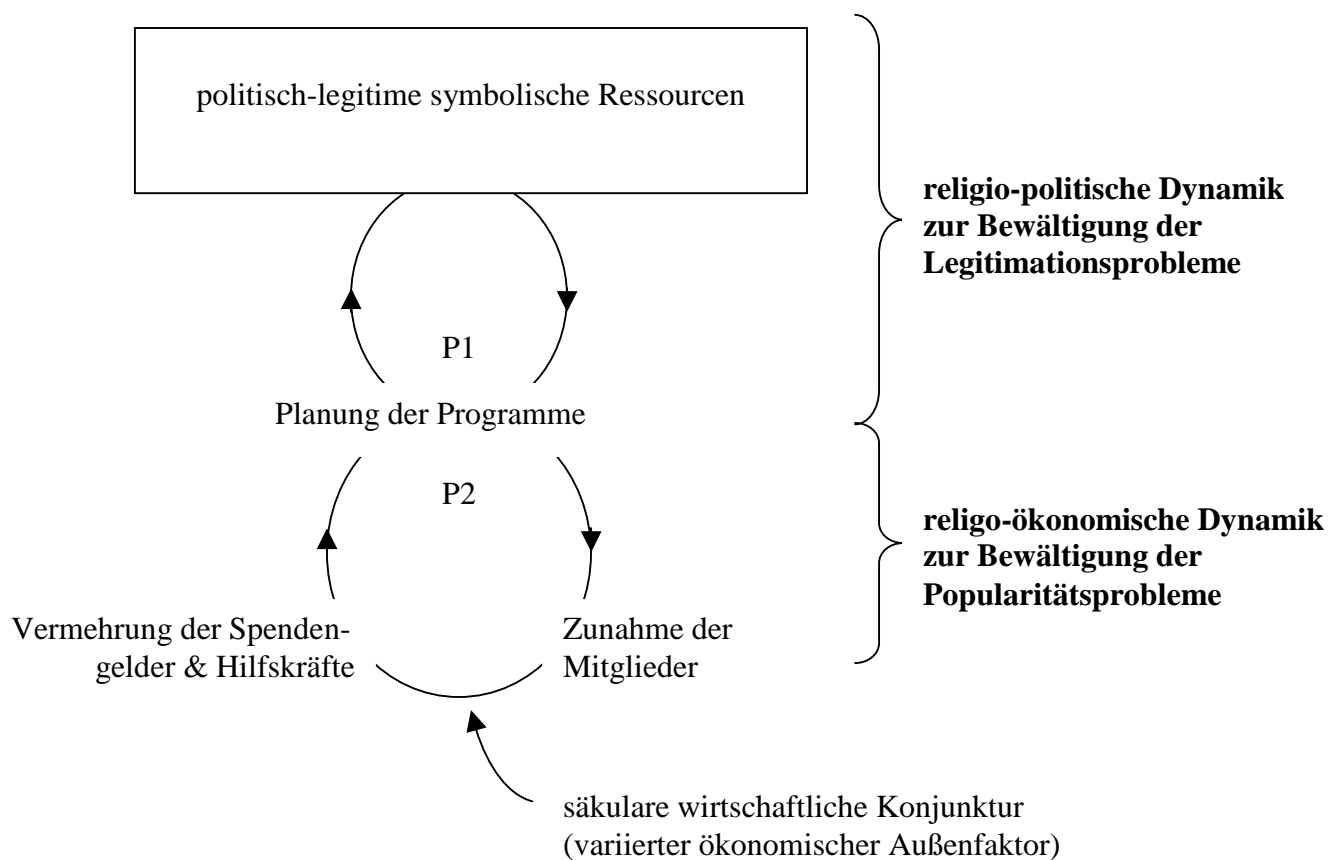 politisch-legitime symbolische Ressourcen
religio-politische Dynamik
zur Bewältigung der
Legitimationsprobleme
P1
Planung der Programme
P2
religo-ökonomische Dynamik
zur Bewältigung der
Popularitätsprobleme
Vermehrung der Spenden-
gelder & Hilfskräfte
Zunahme der
Mitglieder
säkulare wirtschaftliche Konjunktur
(variierter ökonomischer Außenfaktor)